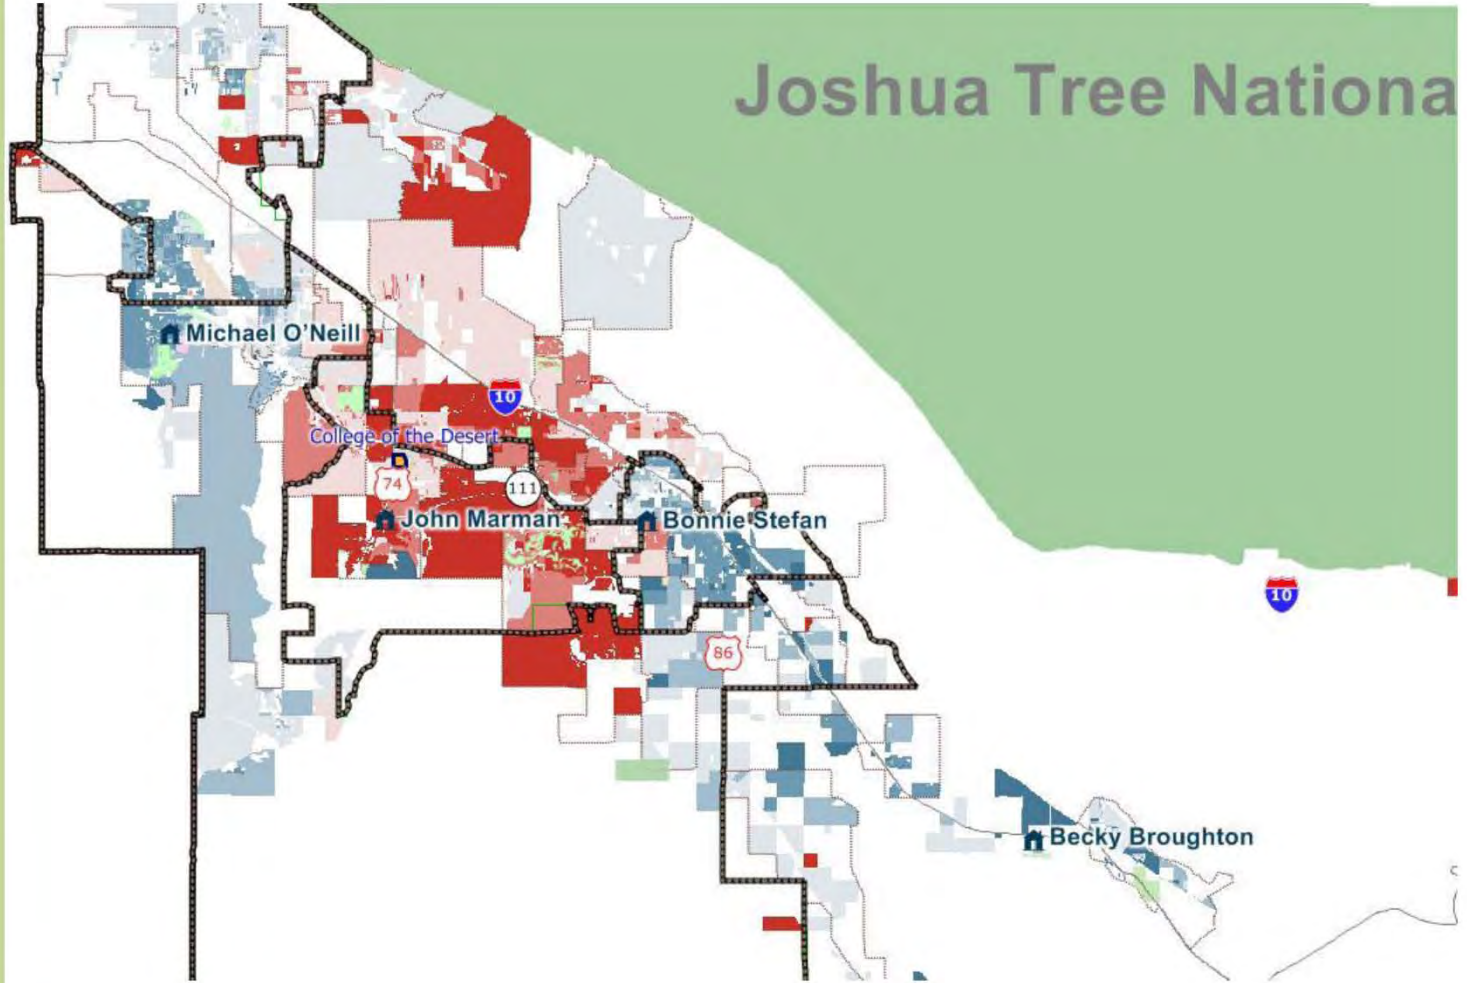 Joshua Tree Nationa
Michael O'Neill
10
College of the Desert
74
111
John Marman
Bonnie Stefan
10
86
Becky Broughton